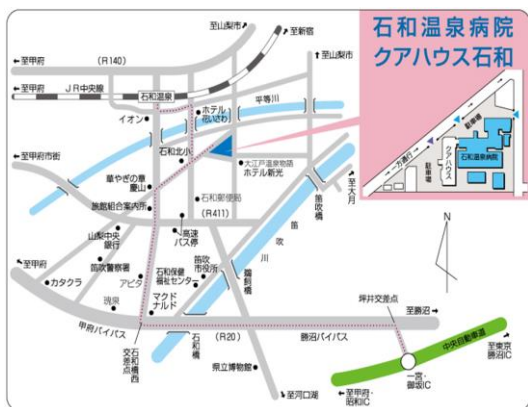 石和温泉病院
クアハウス石和
至山梨市
至新宿
至山梨市
至甲府
(R140)
至甲府
JR中央線
石和温泉
イオン
ホテル
花いさわ
平等川
石和北小
大江戸温泉物語
ホテル新光
至甲府市街
華やぎの章
慶山
旅館組合案内所
石和郵便局
(R411)
高速
バス停
山梨中央
銀行
笛吹警察署
至甲府
カタクラ
アピタ
魂泉
石和保健
福祉センター
笛吹
市役所
マクド
ナルド
笛吹川
鵜飼橋
笛吹橋
至大月
甲府バイパス
石和橋西
交差点
石和橋
(R20)
勝沼バイパス
坪井交差点
至勝沼
県立博物館
至河口湖
中央自動車道
一宮・
御坂IC
至東京
勝沼IC
至甲府・
昭和IC
一方通行
駐車場
駐車場
クアハウス
石和温泉病院
N